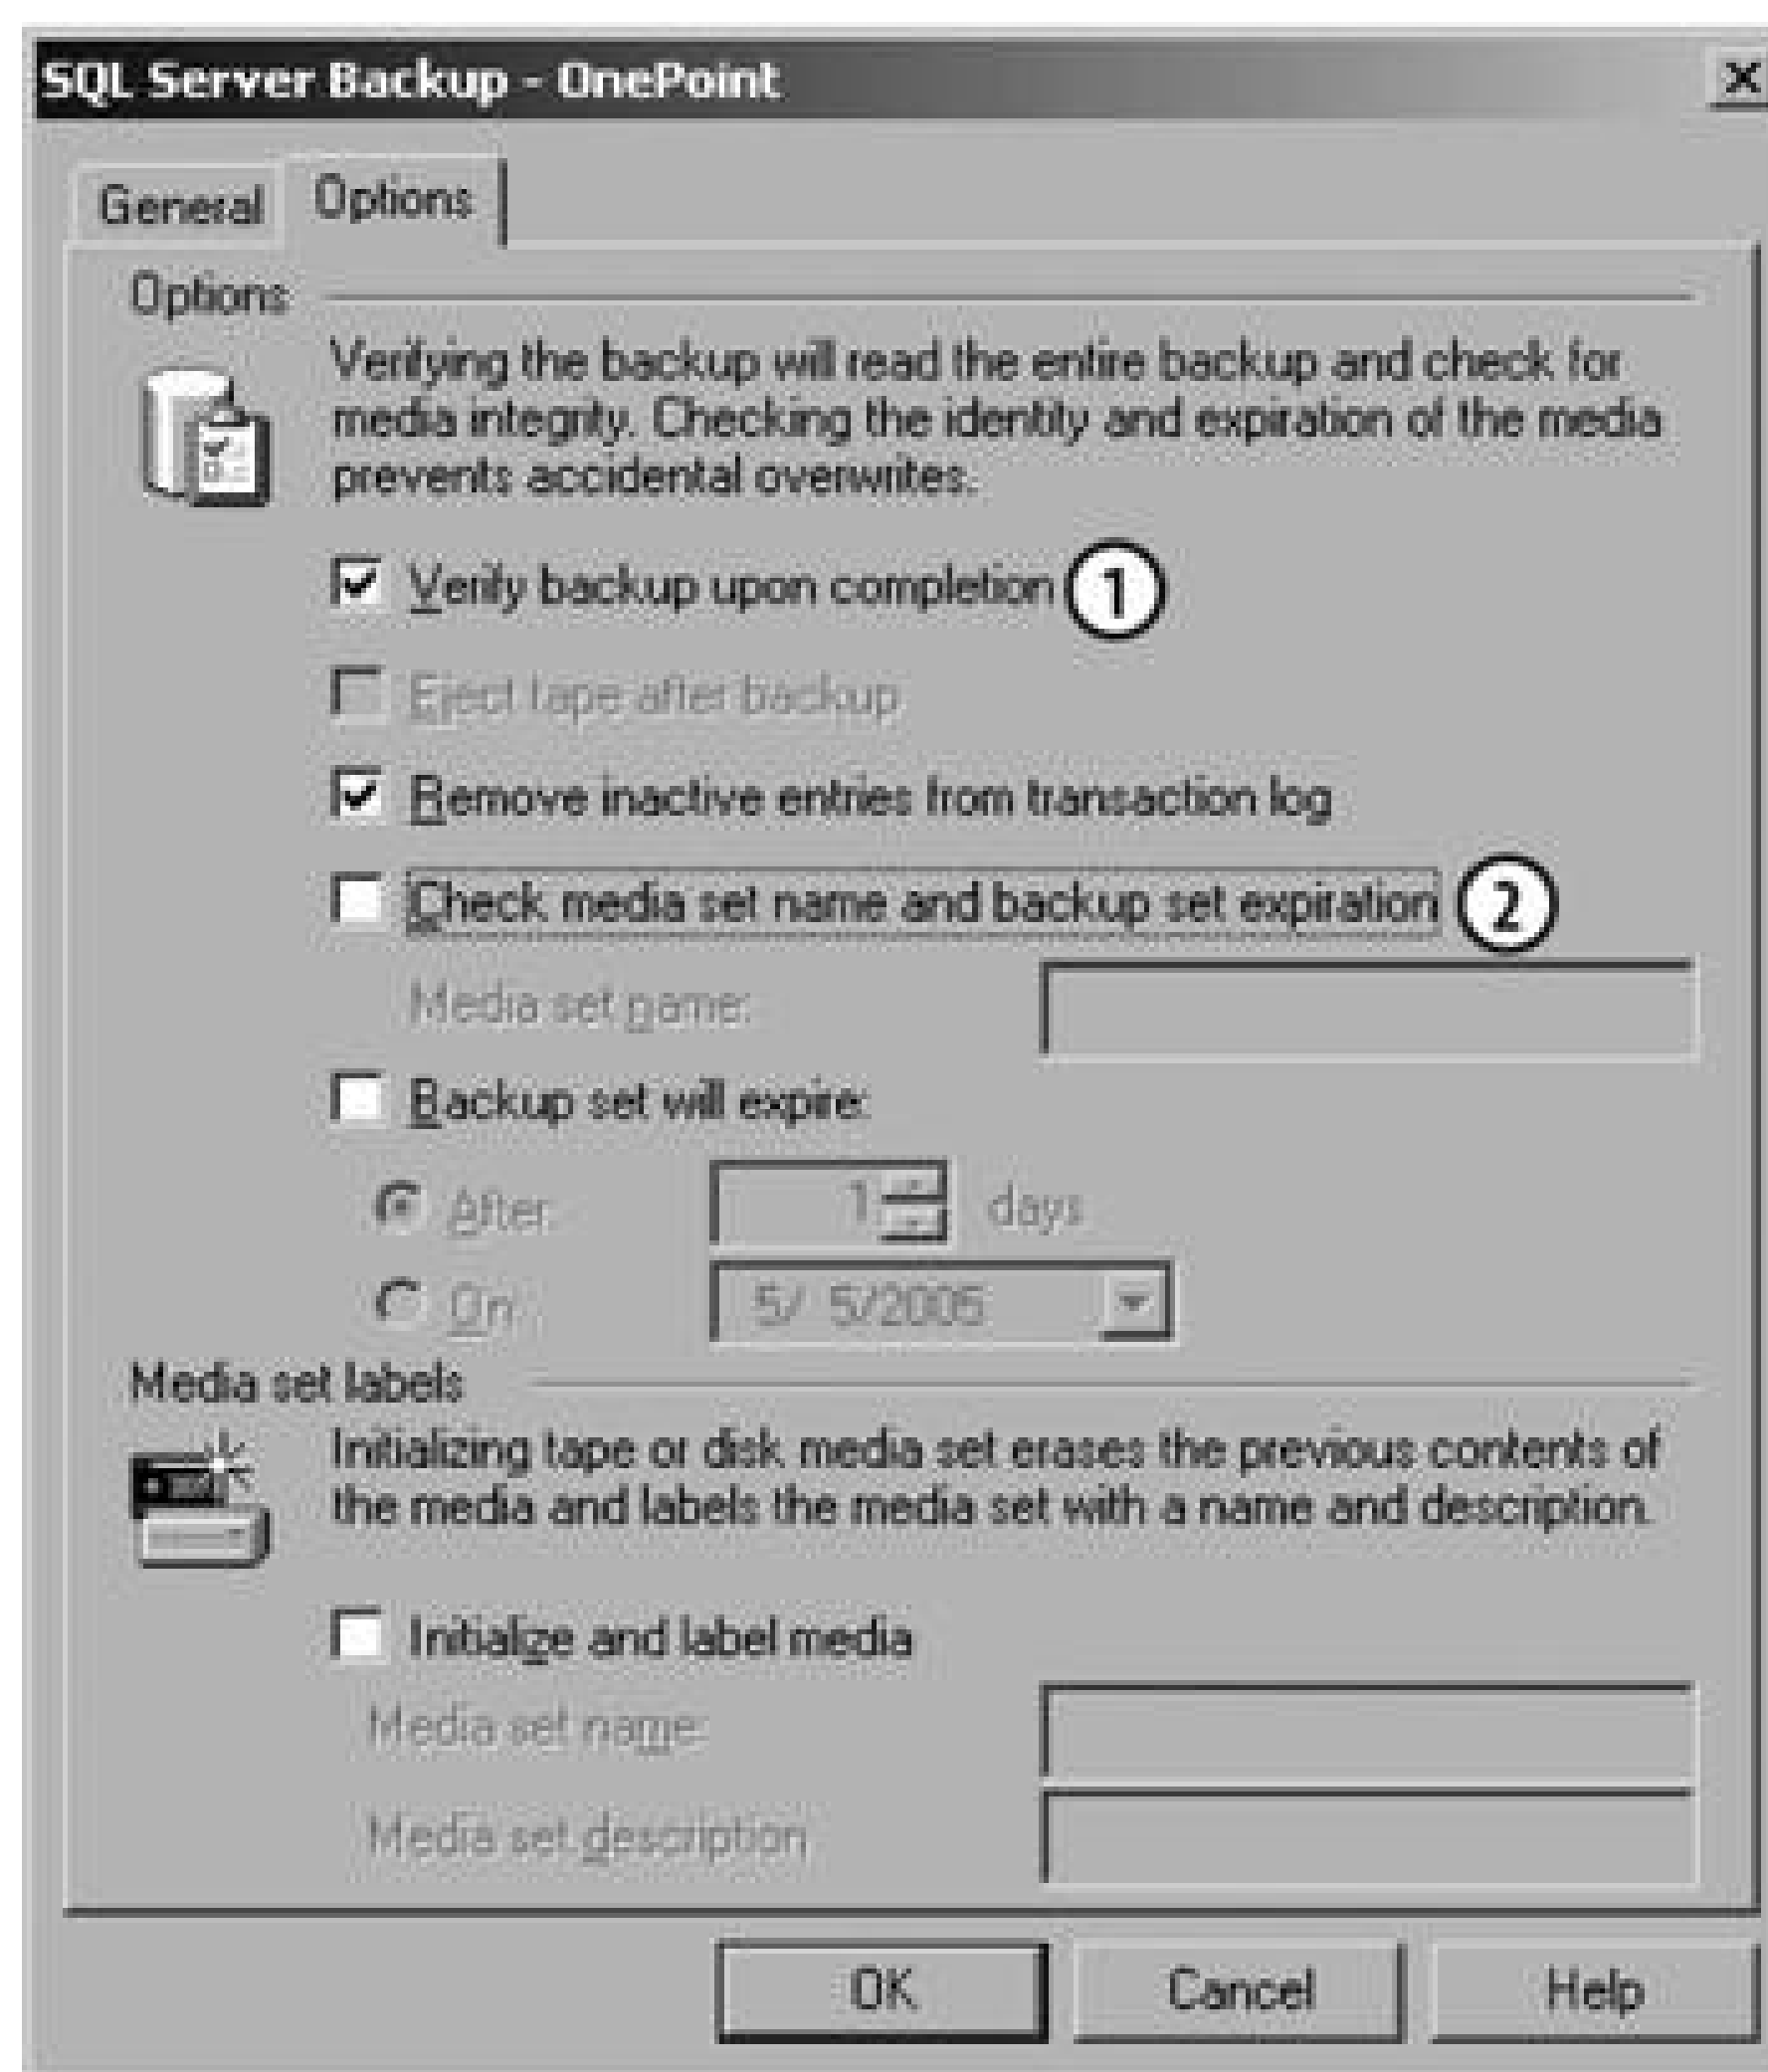 SQL Server Backup - OnePoint
General
Options
Options
Verifying the backup will read the entire backup and check for
media integrity. Checking the identity and expiration of the media
prevents accidental overwrites.
Verify backup upon completion
1
Eject tape after backup
Remove inactive entries from transaction log
Check media set name and backup set expiration
2
Media set name:
Backup set will expire:
After
1
days
On
5/ 5/2005
Media set labels
Initializing tape or disk media set erases the previous contents of
the media and labels the media set with a name and description.
Initialize and label media
Media set name
Media set description
OK
Cancel
Help